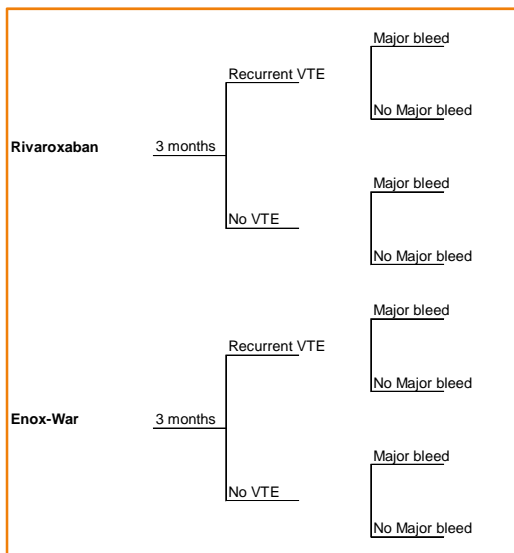 Major bleed
Recurrent VTE
No Major bleed
Rivaroxaban 3 months
Major bleed
No VTE
No Major bleed
Major bleed
Recurrent VTE
No Major bleed
Enox-War 3 months
Major bleed
No VTE
No Major bleed